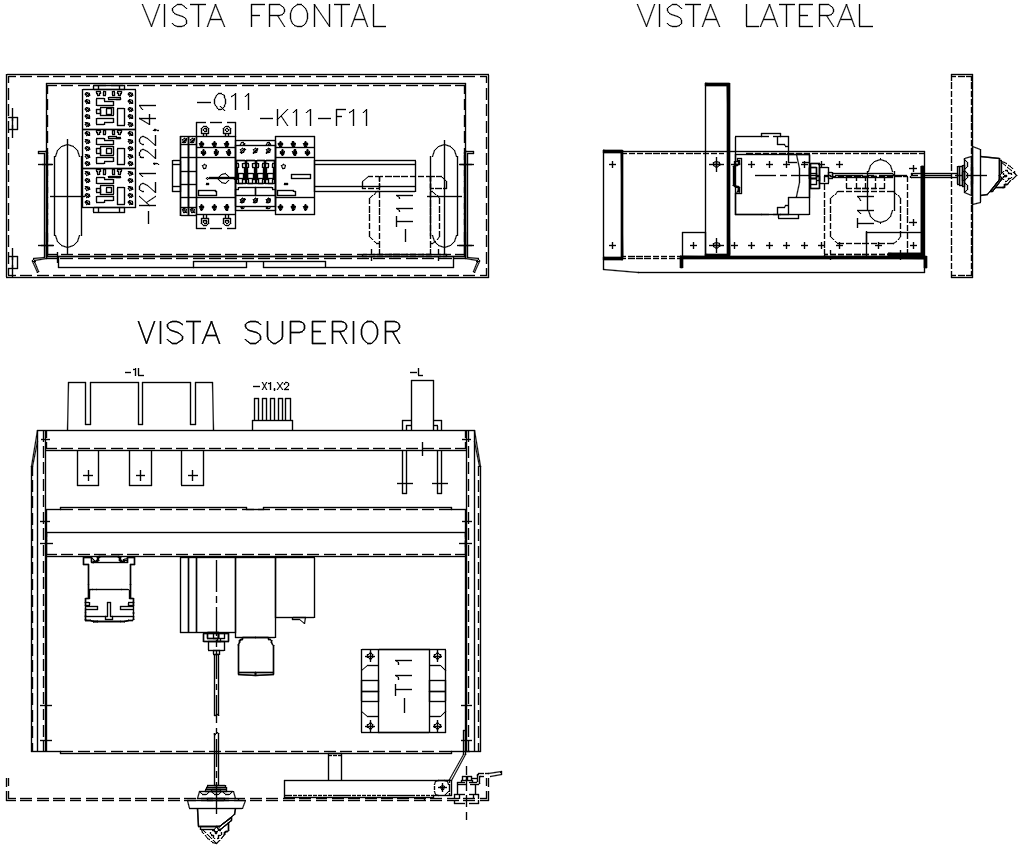 VISTA FRONTAL
VISTA LATERAL
-Q11
-K11-F11
-K21,22,41
-T11
T11
VISTA SUPERIOR
-1L
-X1,X2
-L
-T11